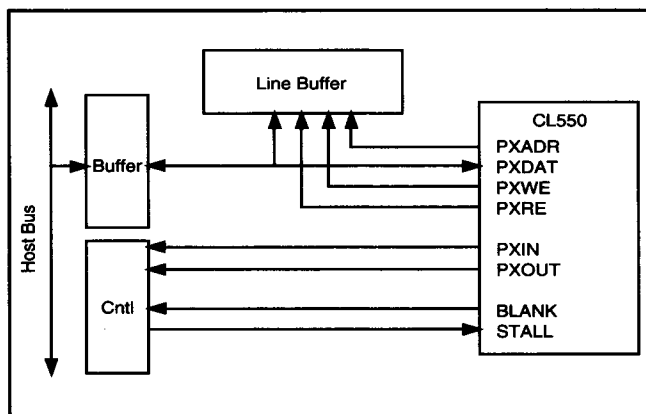 Line Buffer
CL550
PXADR
PXDAT
PXWE
PXRE
PXIN
PXOUT
BLANK
STALL
Buffer
Cntl
Host Bus